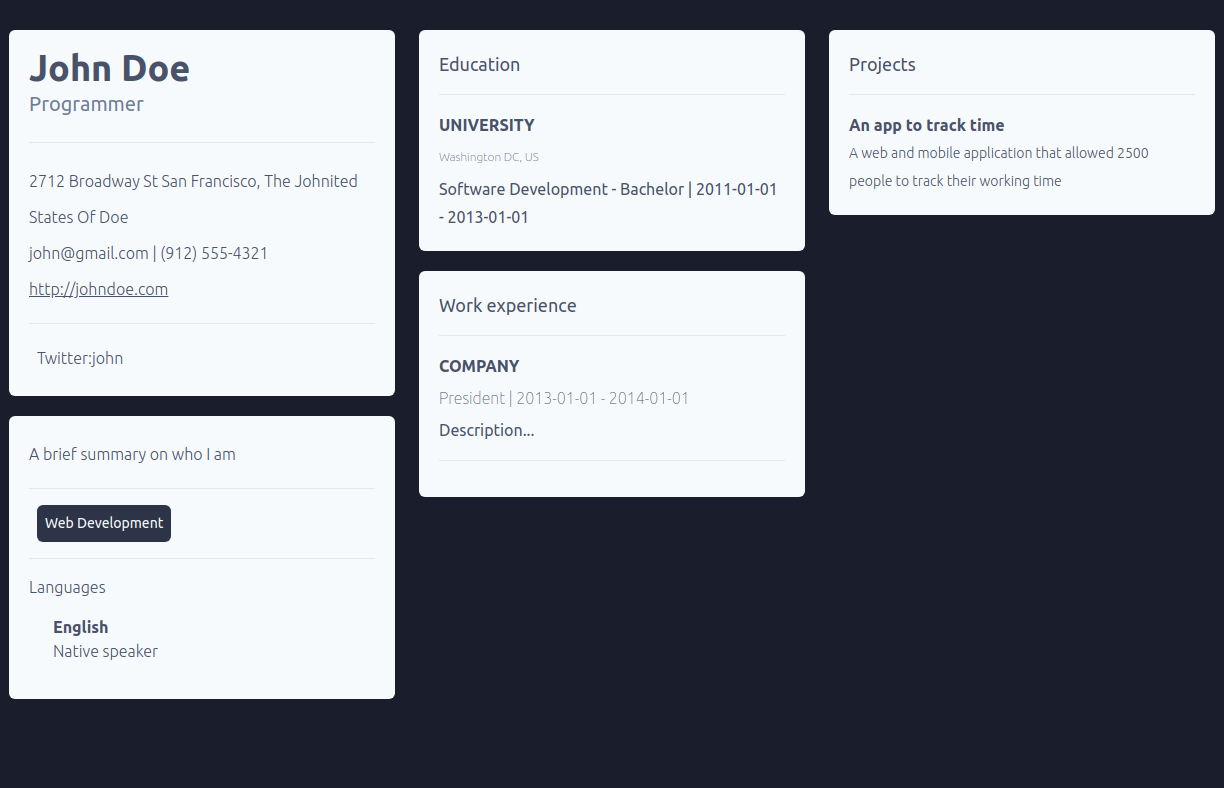 John Doe
Programmer
2712 Broadway St San Francisco, The Johnited
States Of Doe
john@gmail.com | (912) 555-4321
http://johndoe.com
Twitter:john
A brief summary on who I am
Web Development
Languages
English
Native speaker
Education
UNIVERSITY
Washington DC, US
Software Development - Bachelor | 2011-01-01
- 2013-01-01
Work experience
COMPANY
President | 2013-01-01 - 2014-01-01
Description...
Projects
An app to track time
A web and mobile application that allowed 2500
people to track their working time